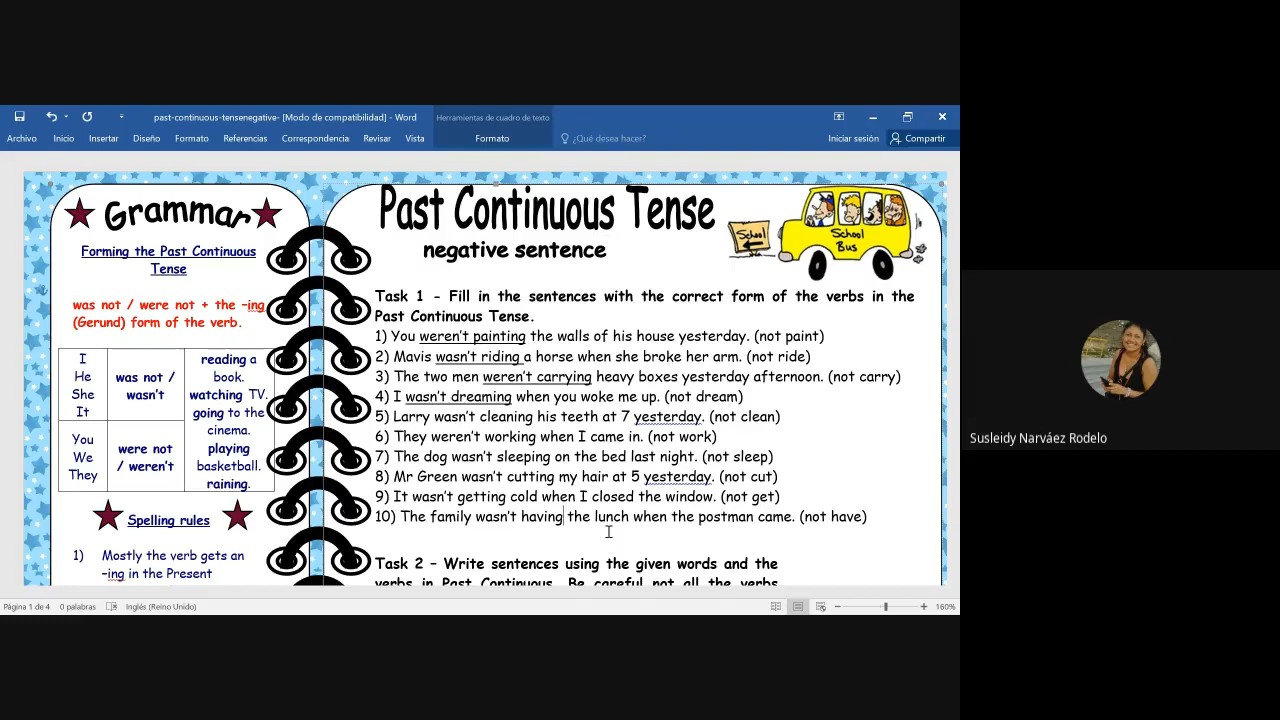 past-continuous-tensenegative- [Modo de compatibilidad] - Word
Herramientas de cuadro de texto
Archivo Inicio Insertar Diseño Formato Referencias Correspondencia Revisar Vista Formato ¿Qué desea hacer? Iniciar sesión Compartir
Grammar
Forming the Past Continuous
Tense
was not / were not + the –ing
(Gerund) form of the verb.
I
He
She
It
was not /
wasn't
You
We
They
were not
/ weren't
reading a
book.
watching TV.
going to the
cinema.
playing
basketball.
raining.
Spelling rules
1) Mostly the verb gets an
–ing in the Present
Past Continuous Tense
negative sentence
School
School
Bus
Task 1 - Fill in the sentences with the correct form of the verbs in the
Past Continuous Tense.
1) You weren't painting the walls of his house yesterday. (not paint)
2) Mavis wasn't riding a horse when she broke her arm. (not ride)
3) The two men weren't carrying heavy boxes yesterday afternoon. (not carry)
4) I wasn't dreaming when you woke me up. (not dream)
5) Larry wasn't cleaning his teeth at 7 yesterday. (not clean)
6) They weren't working when I came in. (not work)
7) The dog wasn't sleeping on the bed last night. (not sleep)
8) Mr Green wasn't cutting my hair at 5 yesterday. (not cut)
9) It wasn't getting cold when I closed the window. (not get)
10) The family wasn't having the lunch when the postman came. (not have)
Task 2 – Write sentences using the given words and the
verbs in Past Continuous. Be careful not all the verbs
Página 1 de 4 0 palabras Inglés (Reino Unido) 160%
Susleidy Narváez Rodelo